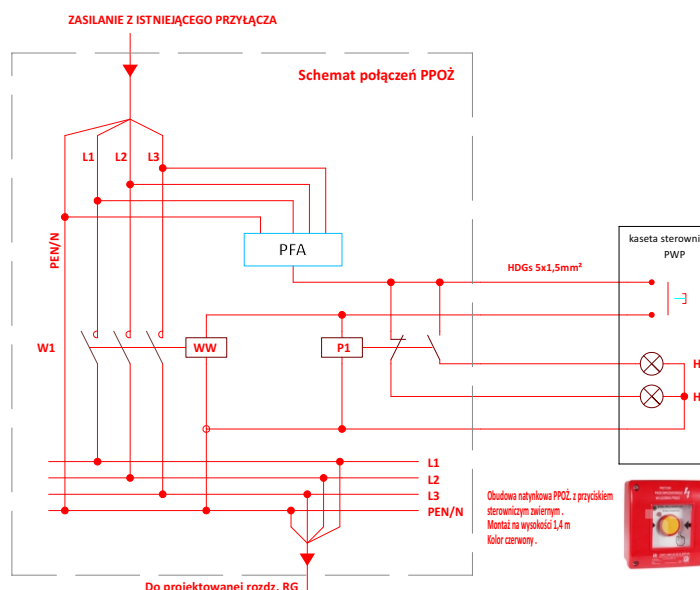 ZASILANIE Z ISTNIEJĄCEGO PRZYŁĄCZA
Schemat połączeń PPOŻ
L1
L2
L3
PEN/N
PFA
kaseta sterowni
PWP
HDGs 5x1,5mm²
W1
WW
P1
H
H
L1
L2
L3
PEN/N
Obudowa natynkowa PPOŻ. z przyciskiem
sterowniczym zwiernym .
Montaż na wysokości 1,4 m
Kolor czerwony .
Do projektowanej rozdz. RG